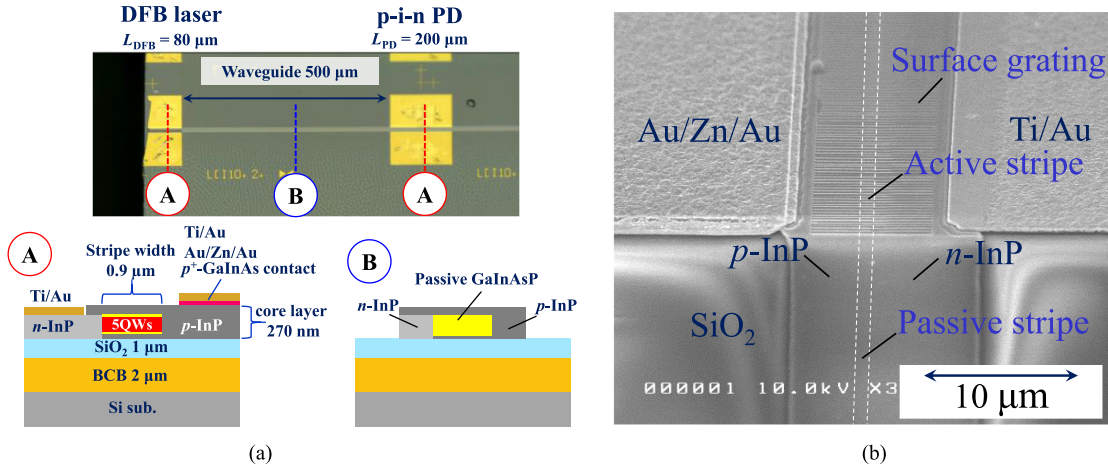 DFB laser
L_DFB = 80 μm
p-i-n PD
L_PD = 200 μm
Waveguide 500 μm
LCI10+ 2+
LCI10+
A
B
A
A
Stripe width
0.9 μm
Ti/Au
Au/Zn/Au
p⁺-GaInAs contact
Ti/Au
n-InP
5QWs
p-InP
core layer
270 nm
SiO₂ 1 μm
BCB 2 μm
Si sub.
B
Passive GaInAsP
n-InP
p-InP
(a)
Surface grating
Au/Zn/Au
Ti/Au
Active stripe
p-InP
n-InP
SiO₂
Passive stripe
000001 10.0kV X3
10 μm
(b)